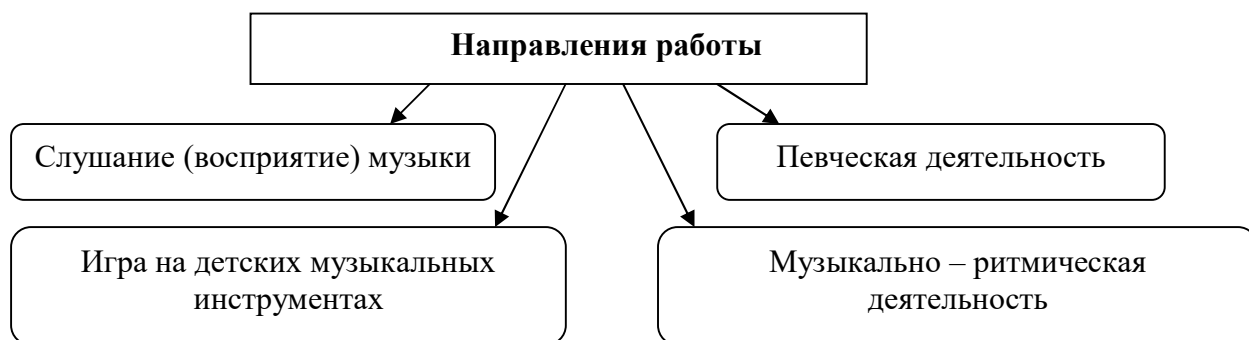 Направления работы
Слушание (восприятие) музыки
Певческая деятельность
Игра на детских музыкальных
инструментах
Музыкально – ритмическая
деятельность